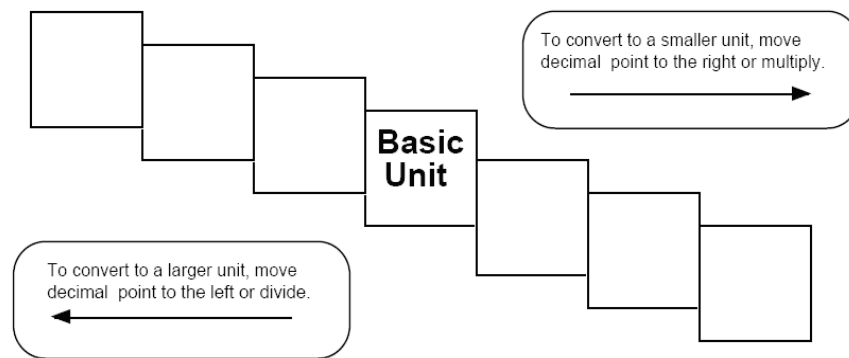 To convert to a smaller unit, move
decimal point to the right or multiply.
Basic
Unit
To convert to a larger unit, move
decimal point to the left or divide.